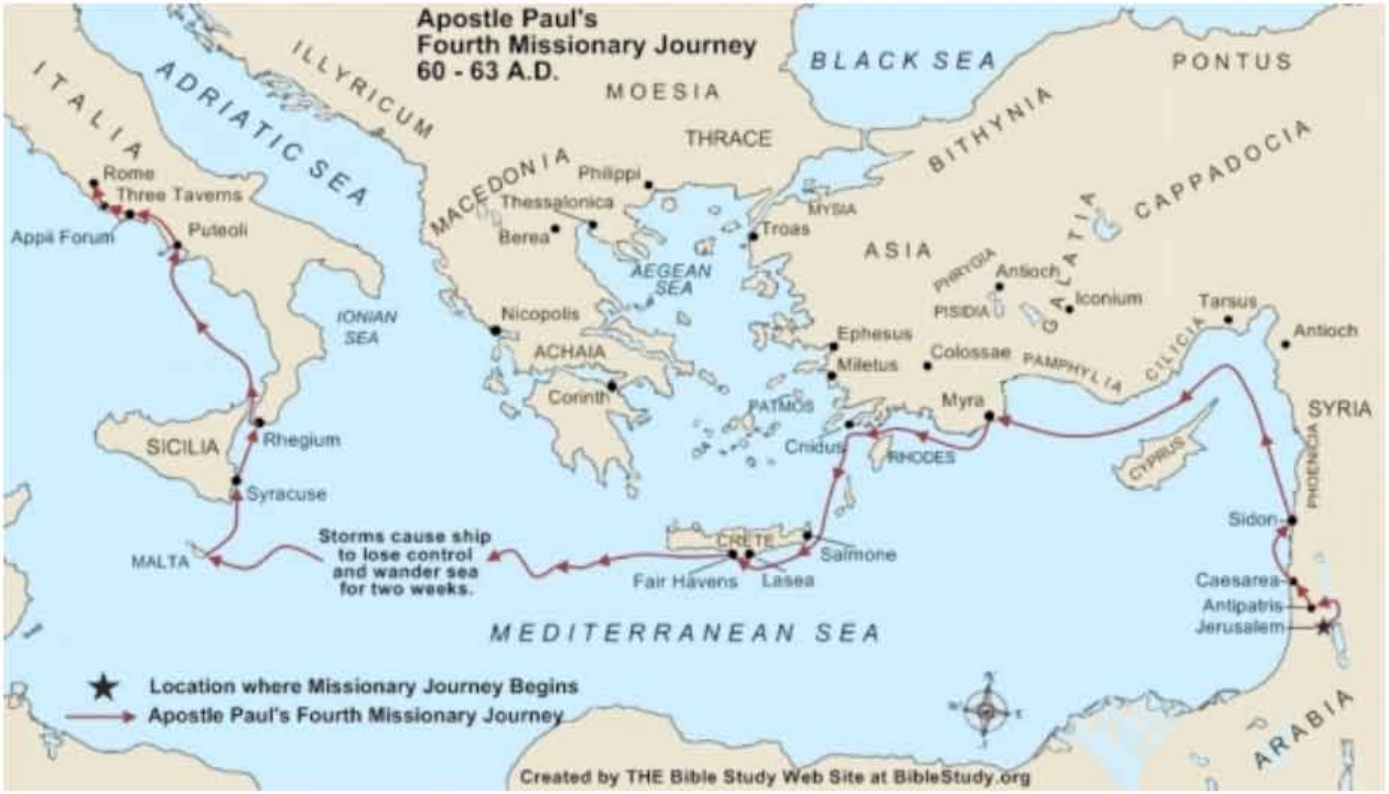 Apostle Paul's
Fourth Missionary Journey
60 - 63 A.D.
BLACK SEA
PONTUS
ILLYRICUM
ITALIA
ADRIATIC SEA
MOESIA
THRACE
BITHYNIA
CAPPADOCIA
MACEDONIA
Philippi
Rome
Three Taverns
Thessalonica
MYSIA
Appii Forum
Puteoli
Berea
Troas
ASIA
GALATIA
AEGEAN
SEA
PHRYGIA
Antioch
PISIDIA
Iconium
Tarsus
IONIAN
SEA
Nicopolis
Ephesus
Antioch
ACHAIA
Miletus
Colossae
PAMPHYLIA
CILICIA
Corinth
PATMOS
Myra
SYRIA
SICILIA
Rhegium
Cnidus
RHODES
CYPRUS
PHOENICIA
Syracuse
Sidon
Storms cause ship
to lose control
and wander sea
for two weeks.
CRETE
Salmone
MALTA
Fair Havens
Lasea
Caesarea
Antipatris
Jerusalem
MEDITERRANEAN SEA
Location where Missionary Journey Begins
Apostle Paul's Fourth Missionary Journey
N
W
E
S
ARABIA
Created by THE Bible Study Web Site at BibleStudy.org